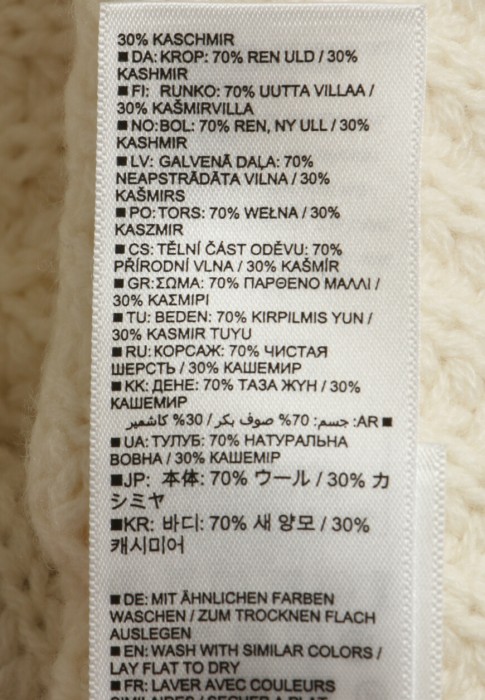 30% KASCHMIR
■ DA: KROP: 70% REN ULD / 30%
KASHMIR
■ FI: RUNKO: 70% UUTTA VILLAA /
30% KAŠMIRVILLA
■ NO:BOL: 70% REN, NY ULL / 30%
KASHMIR
■ LV: GALVENĀ DAĻA: 70%
NEAPSTRĀDĀTA VILNA / 30%
KAŠMIRS
■ PO: TORS: 70% WEŁNA / 30%
KASZMIR
■ CS: TĚLNÍ ČÁST ODĚVU: 70%
PŘÍRODNÍ VLNA / 30% KAŠMÍR
■ GR: ΣΩΜΑ: 70% ΠΑΡΘΕΝΟ ΜΑΛΛΙ /
30% ΚΑΣΜΙΡΙ
■ TU: BEDEN: 70% KIRPILMIS YUN /
30% KASMIR TUYU
■ RU: КОРСАЖ: 70% ЧИСТАЯ
ШЕРСТЬ / 30% КАШЕМИР
■ KK: ДЕНЕ: 70% ТАЗА ЖҮН / 30%
КАШЕМИР
■ AR: جسم: 70% صوف بكر / 30% كاشمير
■ UA: ТУЛУБ: 70% НАТУРАЛЬНА
ВОВНА / 30% КАШЕМІР
■JP: 本体: 70% ウール / 30% カ
シミヤ
■KR: 바디: 70% 새 양모 / 30%
캐시미어
■ DE: MIT ÄHNLICHEN FARBEN
WASCHEN / ZUM TROCKNEN FLACH
AUSLEGEN
■ EN: WASH WITH SIMILAR COLORS /
LAY FLAT TO DRY
■ FR: LAVER AVEC COULEURS